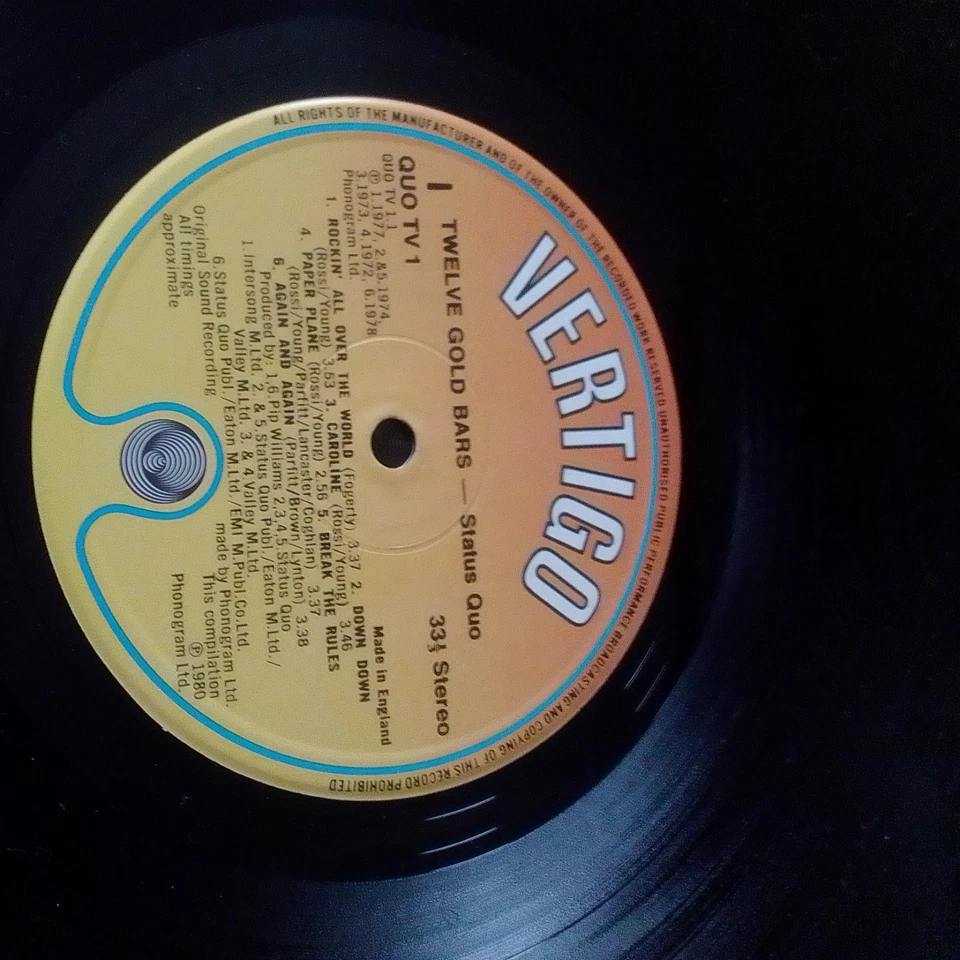 ALL RIGHTS OF THE MANUFACTURER AND OF THE OWNER OF THE RECORDED WORK RESERVED UNAUTHORISED PUBLIC PERFORMANCE BROADCASTING AND COPYING OF THIS RECORD PROHIBITED
VERTIGO
1 TWELVE GOLD BARS — Status Quo
QUO TV 1
33⅓ Stereo
QUO TV 1.1
Ⓟ 1.1977, 2.&5.1974,
3.1973, 4.1972, 6.1978
Phonogram Ltd.
Made in England
1. ROCKIN' ALL OVER THE WORLD (Fogerty) 3.37 2. DOWN DOWN
(Rossi/Young) 3.53 3. CAROLINE (Rossi/Young) 3.46
4. PAPER PLANE (Rossi/Young) 2.56 5. BREAK THE RULES
(Rossi/Young/Parfitt/Lancaster/Coghlan) 3.37
6. AGAIN AND AGAIN (Parfitt/Brown/Lynton) 3.38
Produced by: 1,6.Pip Williams 2,3,4,5.Status Quo
1. Intersong M.Ltd. 2. & 5.Status Quo Publ./Eaton M.Ltd./
Valley M.Ltd. 3. & 4.Valley M.Ltd.
6.Status Quo Publ./Eaton M.Ltd./EMI M.Publ.Co.Ltd.
Original Sound Recording
made by Phonogram Ltd.
All timings
approximate
This compilation
Ⓟ 1980
Phonogram Ltd.